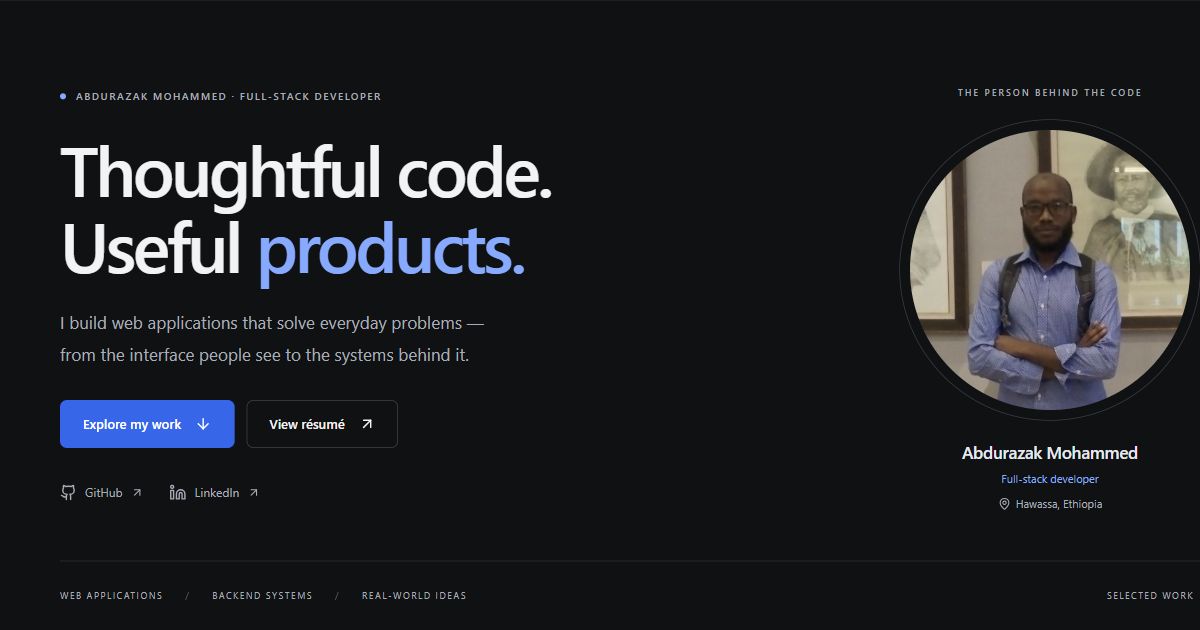 ABDURAZAK MOHAMMED · FULL-STACK DEVELOPER
Thoughtful code.
Useful products.
I build web applications that solve everyday problems —
from the interface people see to the systems behind it.
Explore my work
View résumé
GitHub
LinkedIn
THE PERSON BEHIND THE CODE
Abdurazak Mohammed
Full-stack developer
Hawassa, Ethiopia
WEB APPLICATIONS / BACKEND SYSTEMS / REAL-WORLD IDEAS
SELECTED WORK